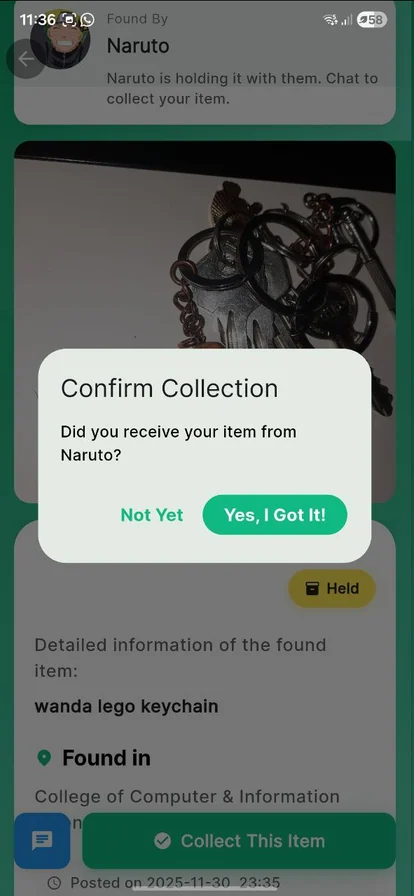 11:36
58
Found By
Naruto
Naruto is holding it with them. Chat to
collect your item.
Confirm Collection
Did you receive your item from
Naruto?
Not Yet
Yes, I Got It!
Held
Detailed information of the found
item:
wanda lego keychain
Found in
College of Computer & Information
Collect This Item
Posted on 2025-11-30 23:35